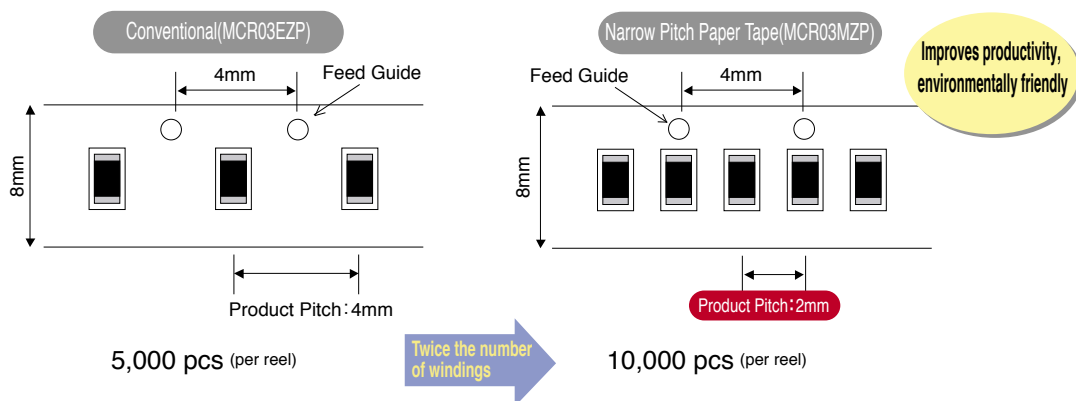 Conventional(MCR03EZP)
4mm
Feed Guide
8mm
Product Pitch:4mm
5,000 pcs (per reel)
Twice the number
of windings
Narrow Pitch Paper Tape(MCR03MZP)
Feed Guide
4mm
8mm
Product Pitch:2mm
10,000 pcs (per reel)
Improves productivity,
environmentally friendly